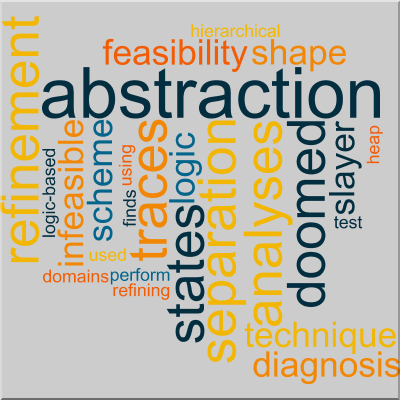 hierarchical
feasibility
shape
abstraction
refinement
logic-based
infeasible
scheme
finds
using
traces
logic
separation
analyses
doomed
slayer
heap
test
used
domains
perform
refining
states
technique
diagnosis